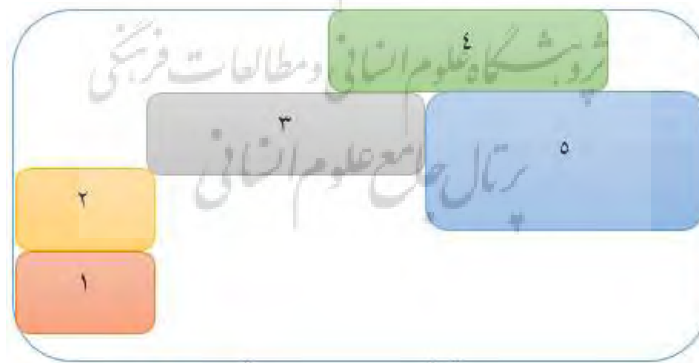 ٤
پژوهشگاه علوم انسانی و مطالعات فرهنگی
٣
٥
پرتال جامع علوم انسانی
٢
١